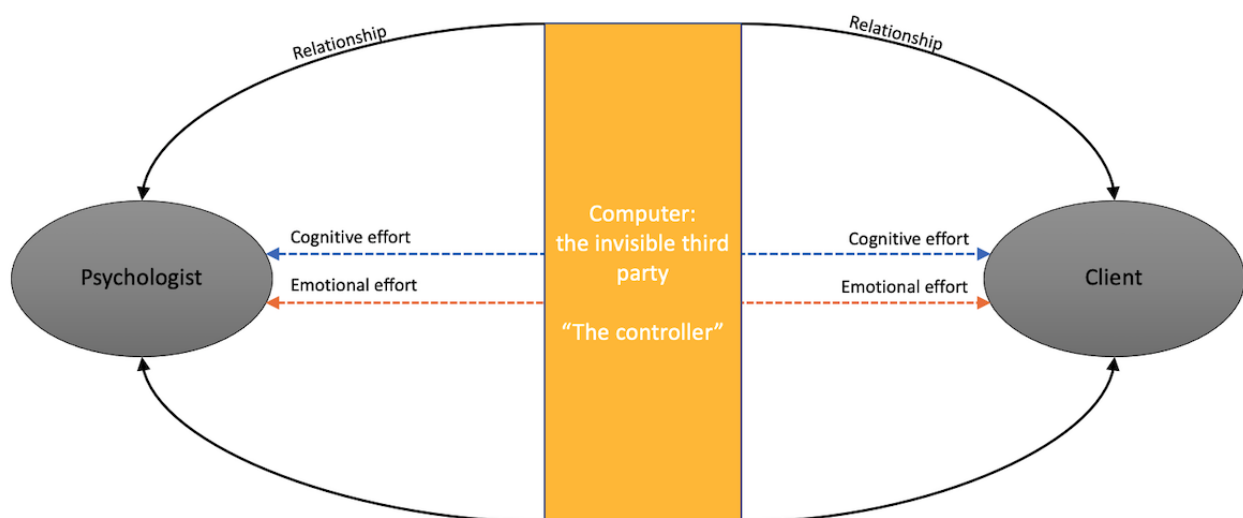 Relationship
Relationship
Computer:
the invisible third
party
“The controller”
Cognitive effort
Cognitive effort
Psychologist
Client
Emotional effort
Emotional effort